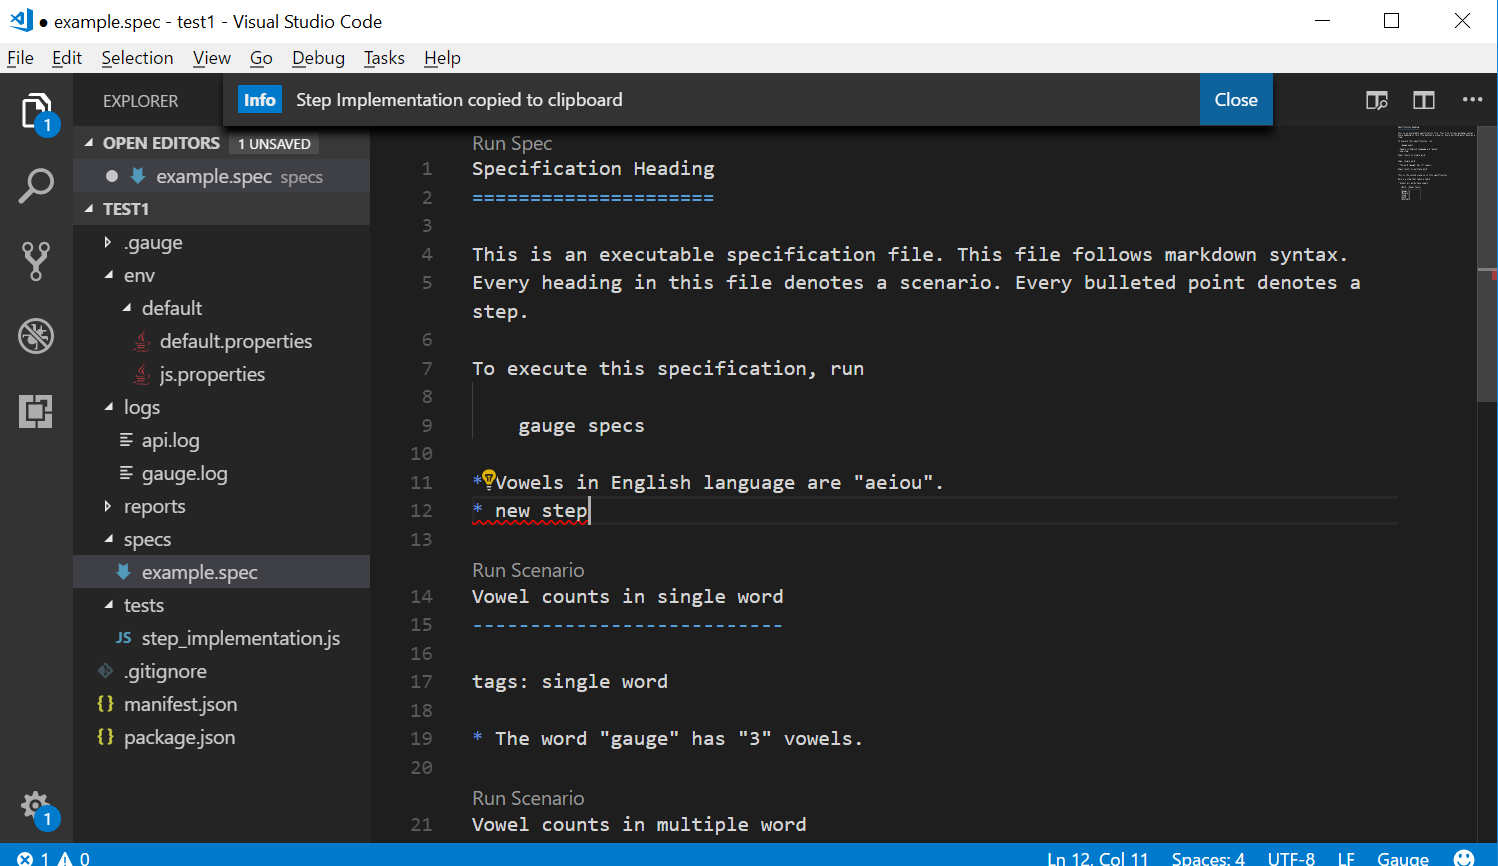 ● example.spec - test1 - Visual Studio Code
File Edit Selection View Go Debug Tasks Help
EXPLORER
Info Step Implementation copied to clipboard Close
1
OPEN EDITORS 1 UNSAVED
example.spec specs
TEST1
.gauge
env
default
default.properties
js.properties
logs
api.log
gauge.log
reports
specs
example.spec
tests
JS step_implementation.js
.gitignore
{} manifest.json
{} package.json
1
Run Spec
1 Specification Heading
2 =====================
3
4 This is an executable specification file. This file follows markdown syntax.
5 Every heading in this file denotes a scenario. Every bulleted point denotes a
step.
6
7 To execute this specification, run
8
9 gauge specs
10
11 * Vowels in English language are "aeiou".
12 * new step
13
Run Scenario
14 Vowel counts in single word
15 ---------------------------
16
17 tags: single word
18
19 * The word "gauge" has "3" vowels.
20
Run Scenario
21 Vowel counts in multiple word
1 0 Ln 12, Col 11 Spaces: 4 UTF-8 LF Gauge